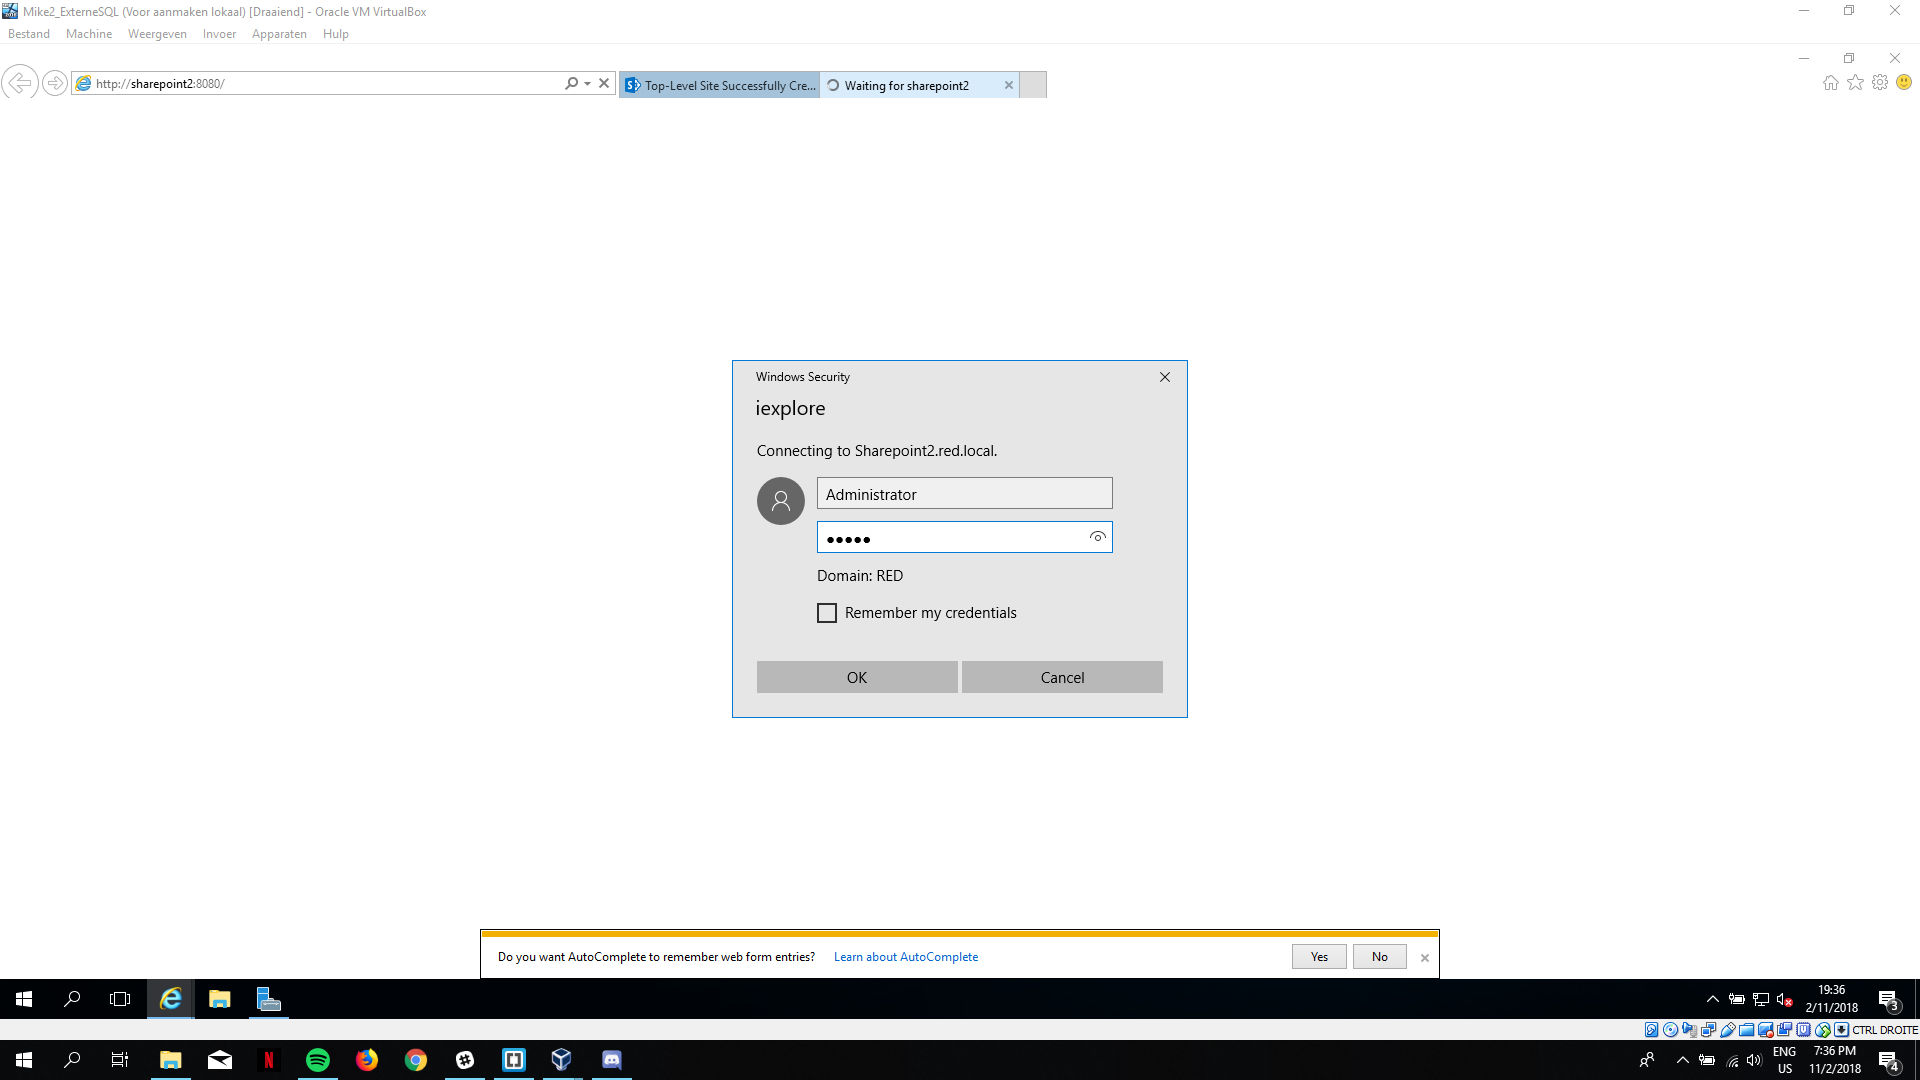 Mike2_ExterneSQL (Voor aanmaken lokaal) [Draaiend] - Oracle VM VirtualBox
Bestand Machine Weergeven Invoer Apparaten Hulp
http://sharepoint2:8080/
Top-Level Site Successfully Cre...
Waiting for sharepoint2
Windows Security
iexplore
Connecting to Sharepoint2.red.local.
Administrator
Domain: RED
Remember my credentials
OK Cancel
Do you want AutoComplete to remember web form entries? Learn about AutoComplete Yes No
19:36
2/11/2018
3
CTRL DROITE
ENG
US
7:36 PM
11/2/2018
4